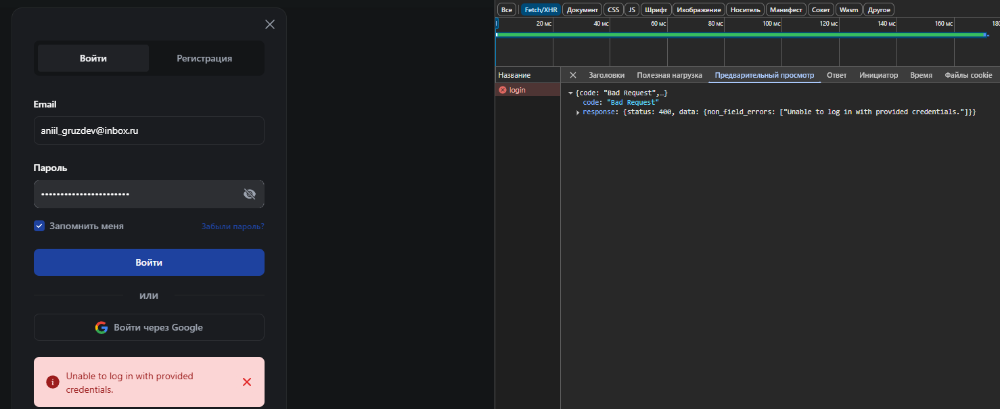 Войти
Регистрация
Email
aniil_gruzdev@inbox.ru
Пароль
•••••••••••••••••••••••
Запомнить меня
Забыли пароль?
Войти
или
Войти через Google
Unable to log in with provided
credentials.
Все
Fetch/XHR
Документ
CSS
JS
Шрифт
Изображение
Носитель
Манифест
Сокет
Wasm
Другое
20 мс
40 мс
60 мс
80 мс
100 мс
120 мс
140 мс
160 мс
180
Название
Заголовки
Полезная нагрузка
Предварительный просмотр
Ответ
Инициатор
Время
Файлы cookie
login
{code: "Bad Request",…}
code: "Bad Request"
response: {status: 400, data: {non_field_errors: ["Unable to log in with provided credentials."]}}